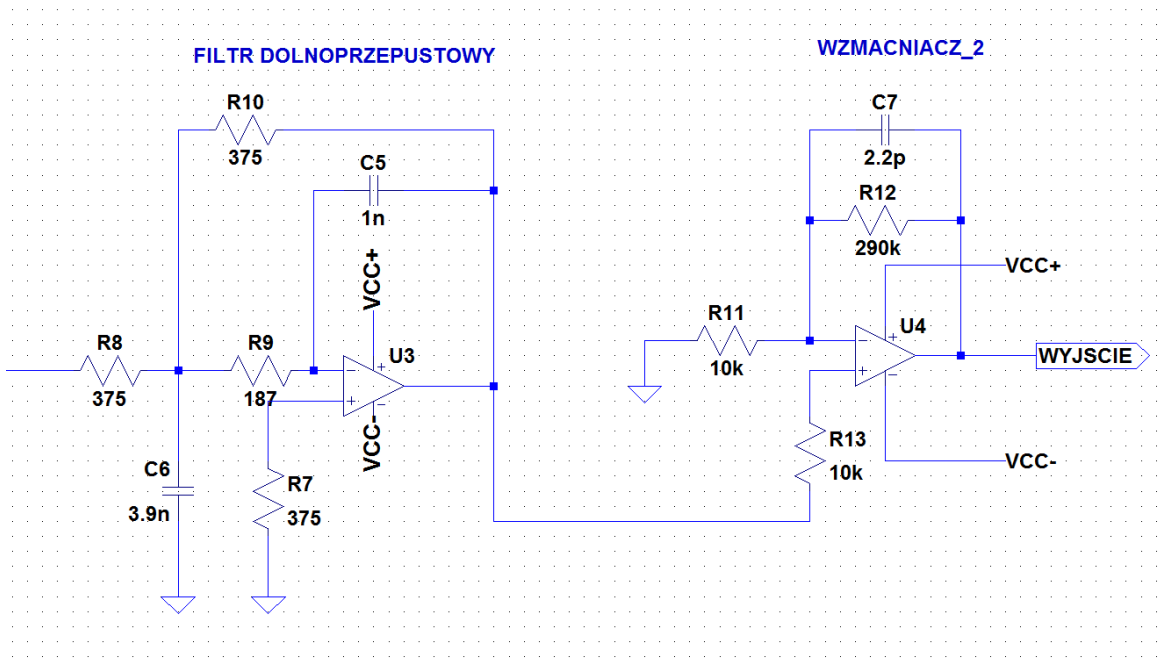 FILTR DOLNOPRZEPUSTOWY
WZMACNIACZ_2
R10
375
C5
1n
VCC+
R8
375
R9
187
U3
+
-
-
+
VCC-
C6
3.9n
R7
375
C7
2.2p
R12
290k
VCC+
R11
10k
U4
+
-
-
+
WYJSCIE
R13
10k
VCC-